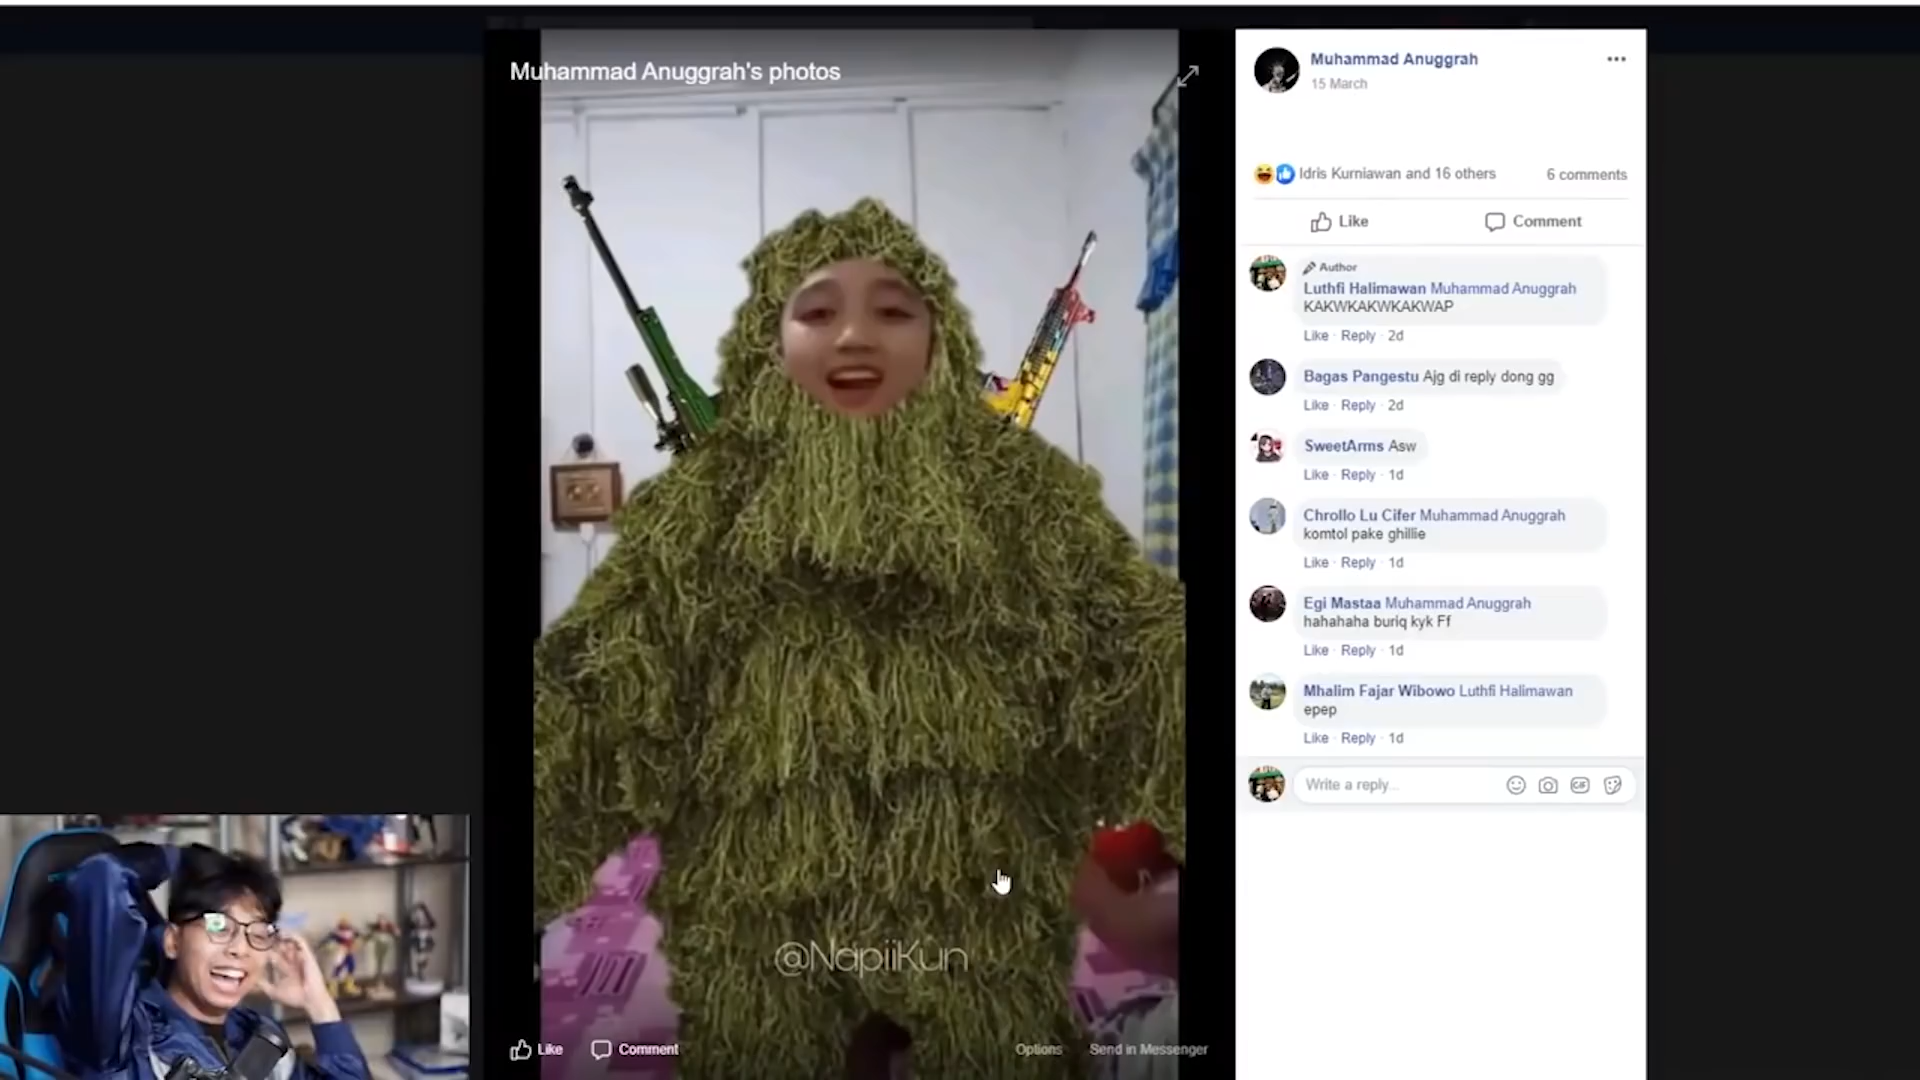 Muhammad Anuggrah's photos
Muhammad Anuggrah
15 March
Idris Kurniawan and 16 others
6 comments
Like
Comment
Author
Luthfi Halimawan Muhammad Anuggrah
KAKWKAKWKAKWAP
Like · Reply · 2d
Bagas Pangestu Ajg di reply dong gg
Like · Reply · 2d
SweetArms Asw
Like · Reply · 1d
Chrollo Lu Cifer Muhammad Anuggrah
komtol pake ghillie
Like · Reply · 1d
Egi Mastaa Muhammad Anuggrah
hahahaha buriq kyk Ff
Like · Reply · 1d
Mhalim Fajar Wibowo Luthfi Halimawan
epep
Like · Reply · 1d
Write a reply...
GIF
@NapiiKun
Like
Comment
Options
Send in Messenger